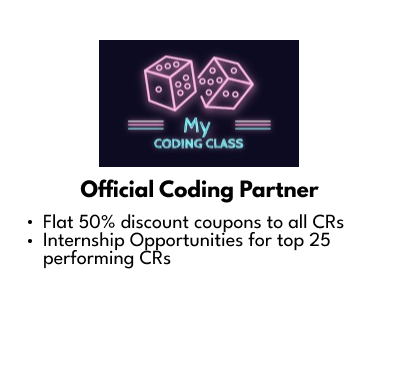 My
CODING CLASS
Official Coding Partner
• Flat 50% discount coupons to all CRs
• Internship Opportunities for top 25
performing CRs